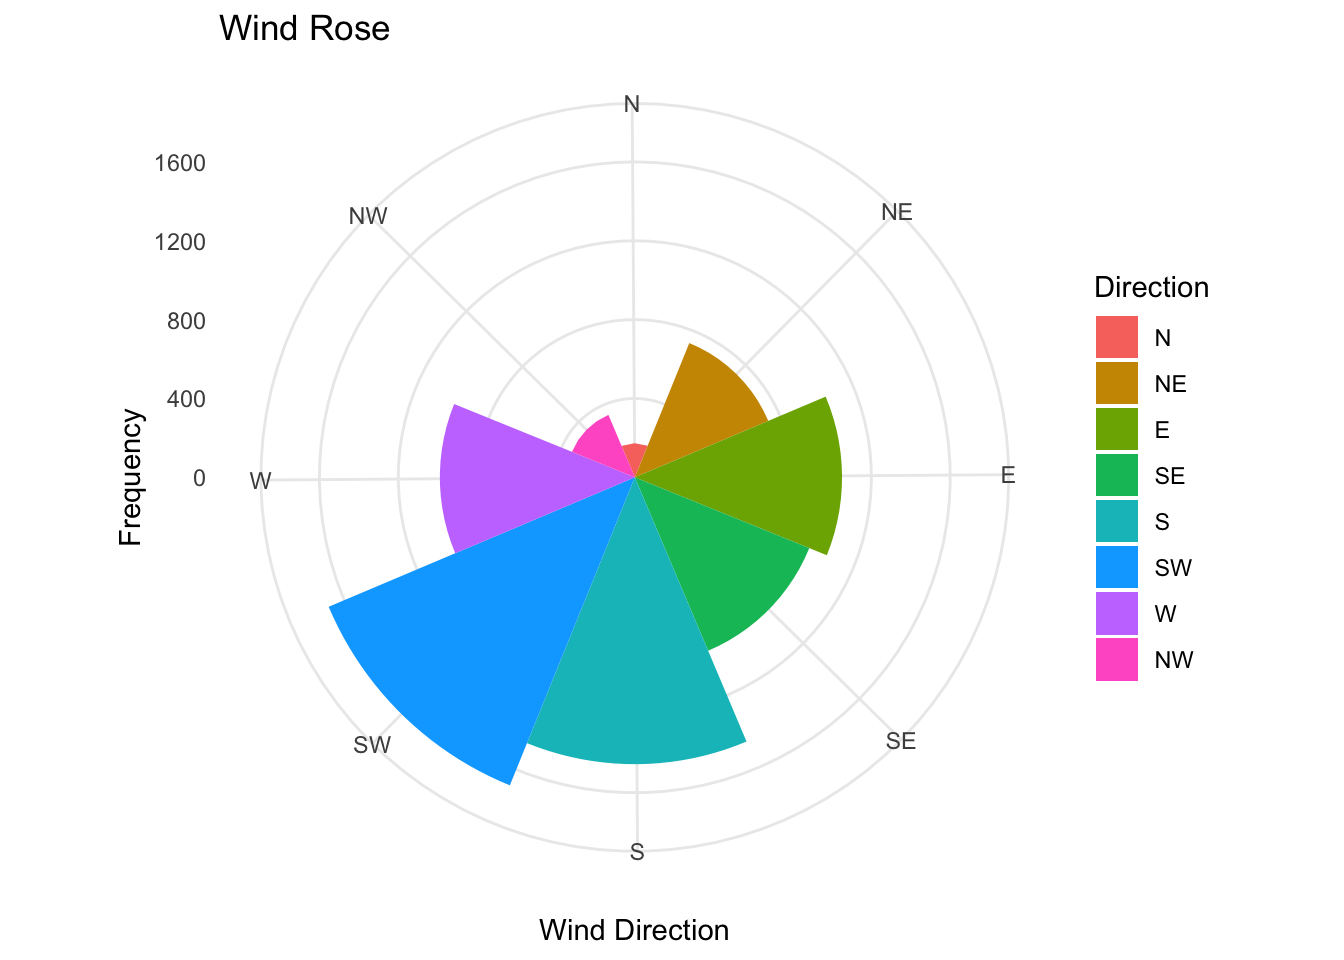 Wind Rose
N
NE
E
SE
S
SW
W
NW
1600
1200
800
400
0
Frequency
Wind Direction
Direction
N
NE
E
SE
S
SW
W
NW